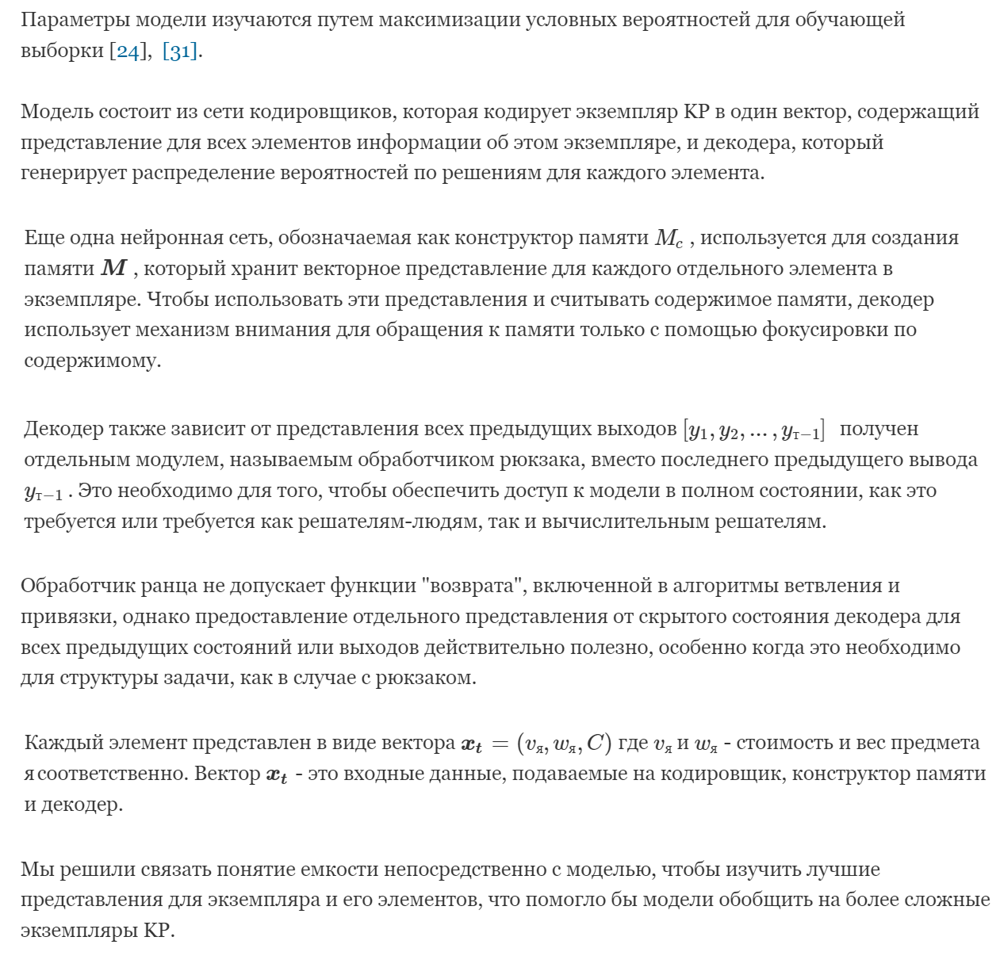 Параметры модели изучаются путем максимизации условных вероятностей для обучающей
выборки [24], [31].
Модель состоит из сети кодировщиков, которая кодирует экземпляр KP в один вектор, содержащий
представление для всех элементов информации об этом экземпляре, и декодера, который
генерирует распределение вероятностей по решениям для каждого элемента.
Еще одна нейронная сеть, обозначаемая как конструктор памяти M_c , используется для создания
памяти M , который хранит векторное представление для каждого отдельного элемента в
экземпляре. Чтобы использовать эти представления и считывать содержимое памяти, декодер
использует механизм внимания для обращения к памяти только с помощью фокусировки по
содержимому.
Декодер также зависит от представления всех предыдущих выходов [y_1, y_2, ... , y_{т−1}] получен
отдельным модулем, называемым обработчиком рюкзака, вместо последнего предыдущего вывода
y_{т−1} . Это необходимо для того, чтобы обеспечить доступ к модели в полном состоянии, как это
требуется или требуется как решателям-людям, так и вычислительным решателям.
Обработчик ранца не допускает функции "возврата", включенной в алгоритмы ветвления и
привязки, однако предоставление отдельного представления от скрытого состояния декодера для
всех предыдущих состояний или выходов действительно полезно, особенно когда это необходимо
для структуры задачи, как в случае с рюкзаком.
Каждый элемент представлен в виде вектора x_t = (v_я, w_я, C) где v_я и w_я - стоимость и вес предмета
я соответственно. Вектор x_t - это входные данные, подаваемые на кодировщик, конструктор памяти
и декодер.
Мы решили связать понятие емкости непосредственно с моделью, чтобы изучить лучшие
представления для экземпляра и его элементов, что помогло бы модели обобщить на более сложные
экземпляры KP.